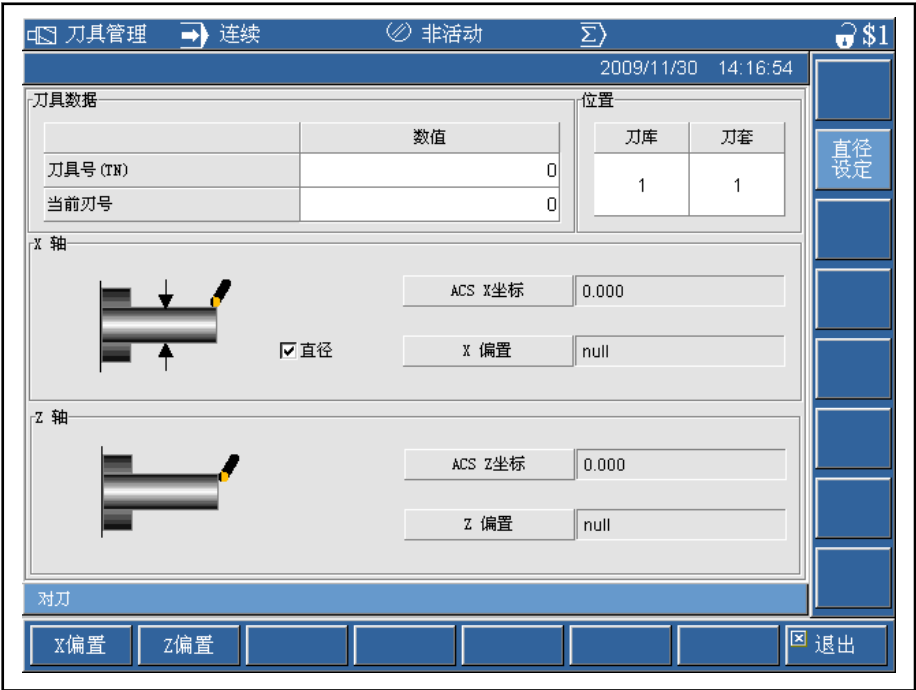 刀具管理 连续 非活动 Σ $1
2009/11/30 14:16:54
刀具数据
数值
刀具号(TN) 0
当前刃号 0
位置
刀库 刀套
1 1
直径
设定
X 轴
ACS X坐标 0.000
直径
X 偏置 null
Z 轴
ACS Z坐标 0.000
Z 偏置 null
对刀
X偏置 Z偏置 退出